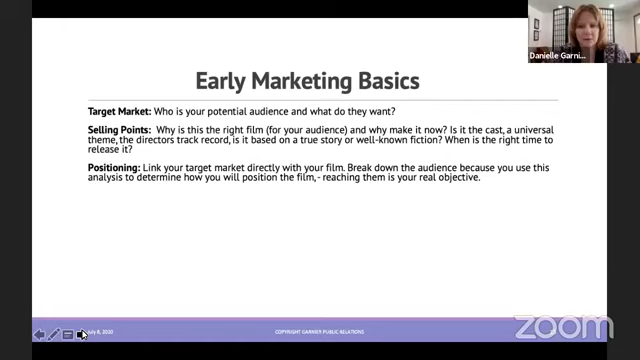 Danielle Garni...
Early Marketing Basics
Target Market: Who is your potential audience and what do they want?
Selling Points: Why is this the right film (for your audience) and why make it now? Is it the cast, a universal
theme, the directors track record, is it based on a true story or well-known fiction? When is the right time to
release it?
Positioning: Link your target market directly with your film. Break down the audience because you use this
analysis to determine how you will position the film, - reaching them is your real objective.
July 8, 2020
COPYRIGHT GARNIER PUBLIC RELATIONS
zoom